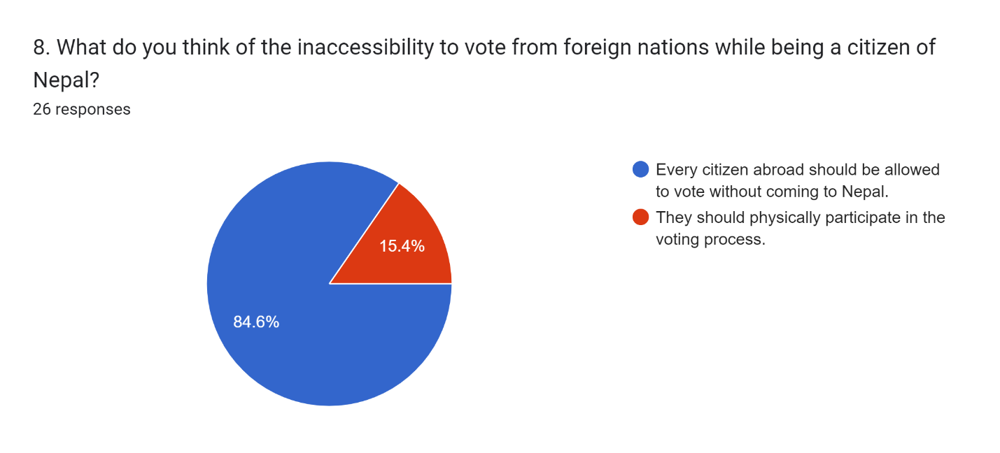 8. What do you think of the inaccessibility to vote from foreign nations while being a citizen of
Nepal?
26 responses
Every citizen abroad should be allowed
to vote without coming to Nepal.
They should physically participate in the
voting process.
15.4%
84.6%